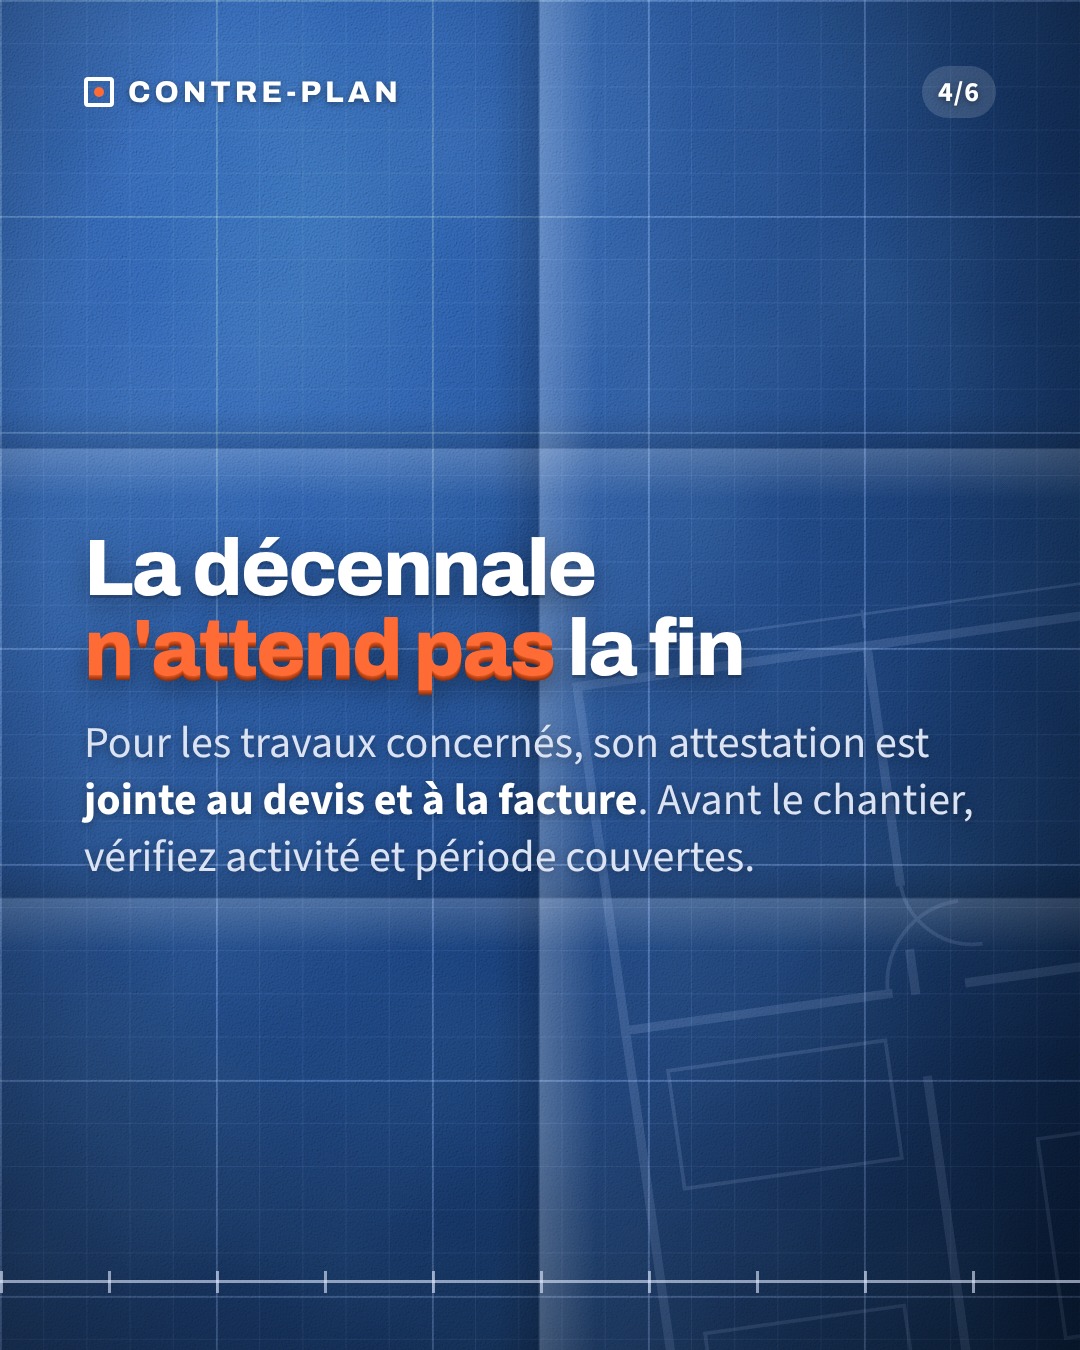 CONTRE-PLAN
4/6
La décennale
n'attend pas la fin
Pour les travaux concernés, son attestation est
jointe au devis et à la facture. Avant le chantier,
vérifiez activité et période couvertes.